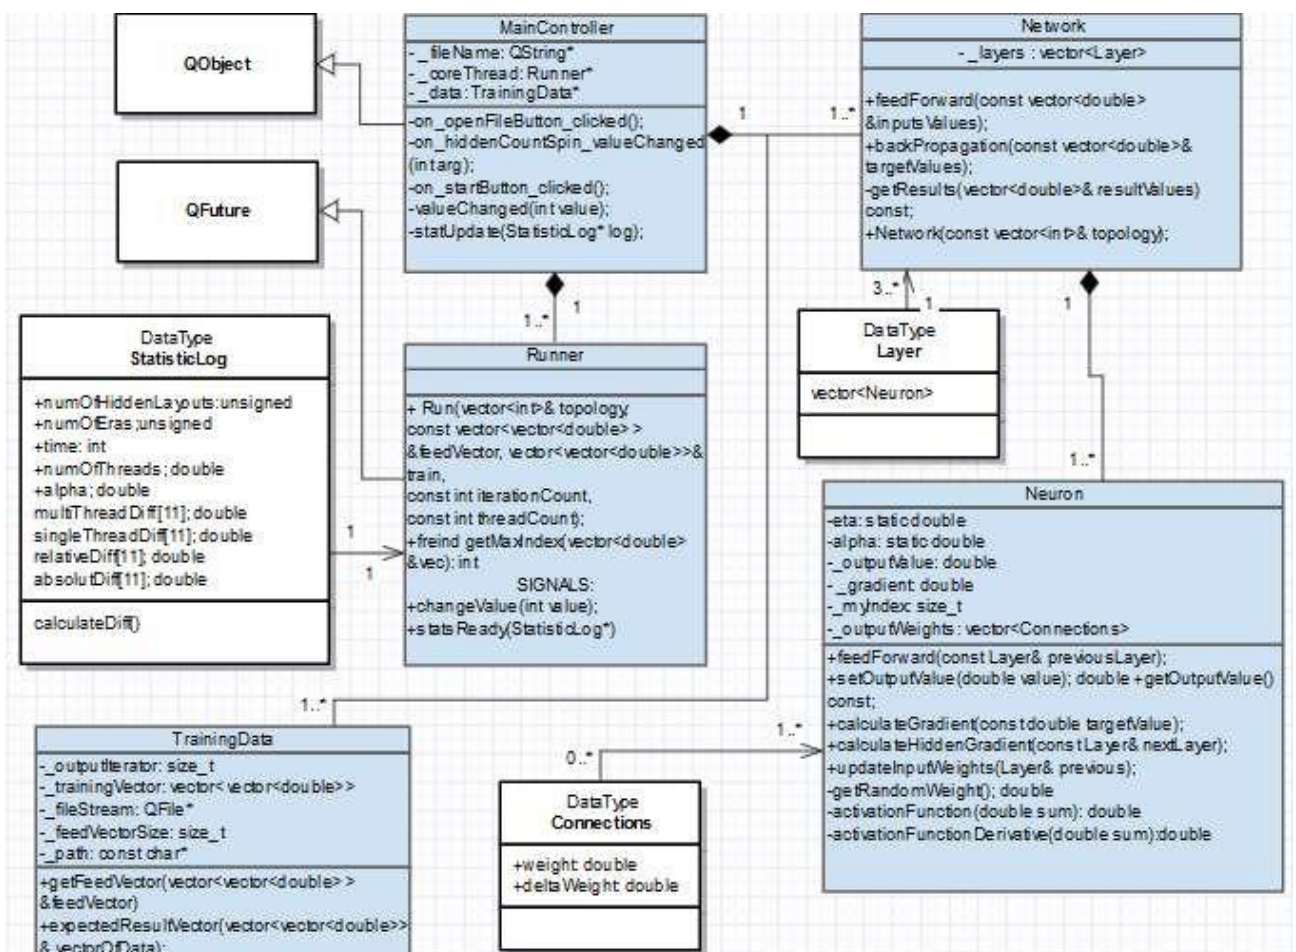 QObject
QFuture
MainController
- _fileName: QString*
- _coreThread: Runner*
- _data: TrainingData*
-on_openFileButton_clicked();
-on_hiddenCountSpin_valueChanged
(int arg);
-on_startButton_clicked();
-valueChanged(int value);
-statUpdate(StatisticLog* log);
1
1..*
Network
- _layers : vector<Layer>
+feedForward(const vector<double>
&inputsValues);
+backPropagation(const vector<double>&
targetValues);
-getResults(vector<double>& resultValues)
const;
+Network(const vector<int>& topology);
1
1..*
3..*
1
1
DataType
Layer
vector<Neuron>
1..*
DataType
StatisticLog
+numOfHiddenLayouts:unsigned
+numOfEras;unsigned
+time: int
+numOfThreads; double
+alpha; double
multiThreadDiff[11]; double
singleThreadDiff[11]; double
relativeDiff[11]; double
absolutDiff[11]; double
calculateDiff()
1
1
Runner
+ Run(vector<int>& topology,
const vector<vector<double> >
&feedVector, vector<vector<double>>&
train,
const int iterationCount,
const int threadCount);
+freind getMaxIndex(vector<double>
&vec): int
SIGNALS:
+changeValue(int value);
+statsReady(StatisticLog*)
Neuron
-eta: static double
-alpha: static double
-_outputValue: double
- _gradient: double
-_myIndex: size_t
-_outputWeights: vector<Connections>
+feedForward(const Layer& previousLayer);
+setOutputValue(double value); double +getOutputValue()
const;
+calculateGradient(const double targetValue);
+calculateHiddenGradient(const Layer& nextLayer);
+updateInputWeights(Layer& previous);
-getRandomWeight(); double
-activationFunction(double sum): double
-activationFunctionDerivative(double sum):double
1..*
TrainingData
-_outputIterator: size_t
-_trainingVector: vector< vector<double>>
-_fileStream: QFile*
-_feedVectorSize: size_t
-_path: const char*
+getFeedVector(vector<vector<double> >
&feedVector)
+expectedResultVector(vector<vector<double>>
& vectorOfData);
1..*
0..*
DataType
Connections
+weight: double
+deltaWeight: double